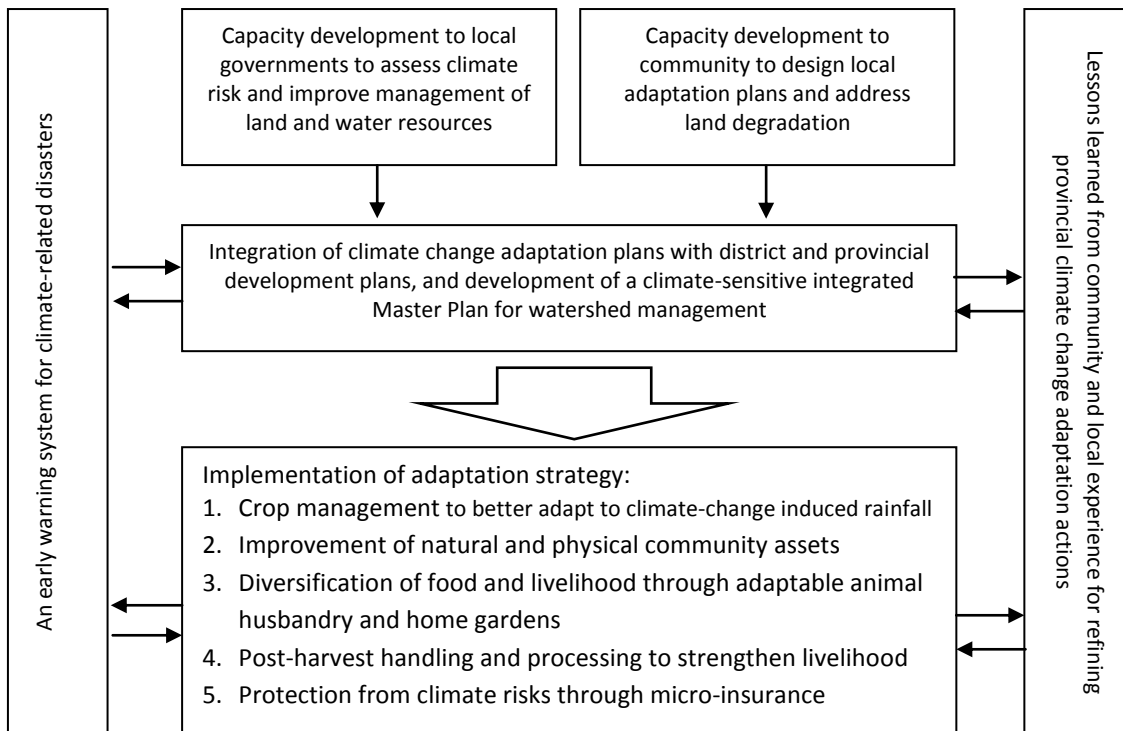 An early warning system for climate-related disasters
Capacity development to local
governments to assess climate
risk and improve management of
land and water resources
Capacity development to
community to design local
adaptation plans and address
land degradation
Integration of climate change adaptation plans with district and provincial
development plans, and development of a climate-sensitive integrated
Master Plan for watershed management
Implementation of adaptation strategy:
1. Crop management to better adapt to climate-change induced rainfall
2. Improvement of natural and physical community assets
3. Diversification of food and livelihood through adaptable animal
husbandry and home gardens
4. Post-harvest handling and processing to strengthen livelihood
5. Protection from climate risks through micro-insurance
Lessons learned from community and local experience for refining
provincial climate change adaptation actions